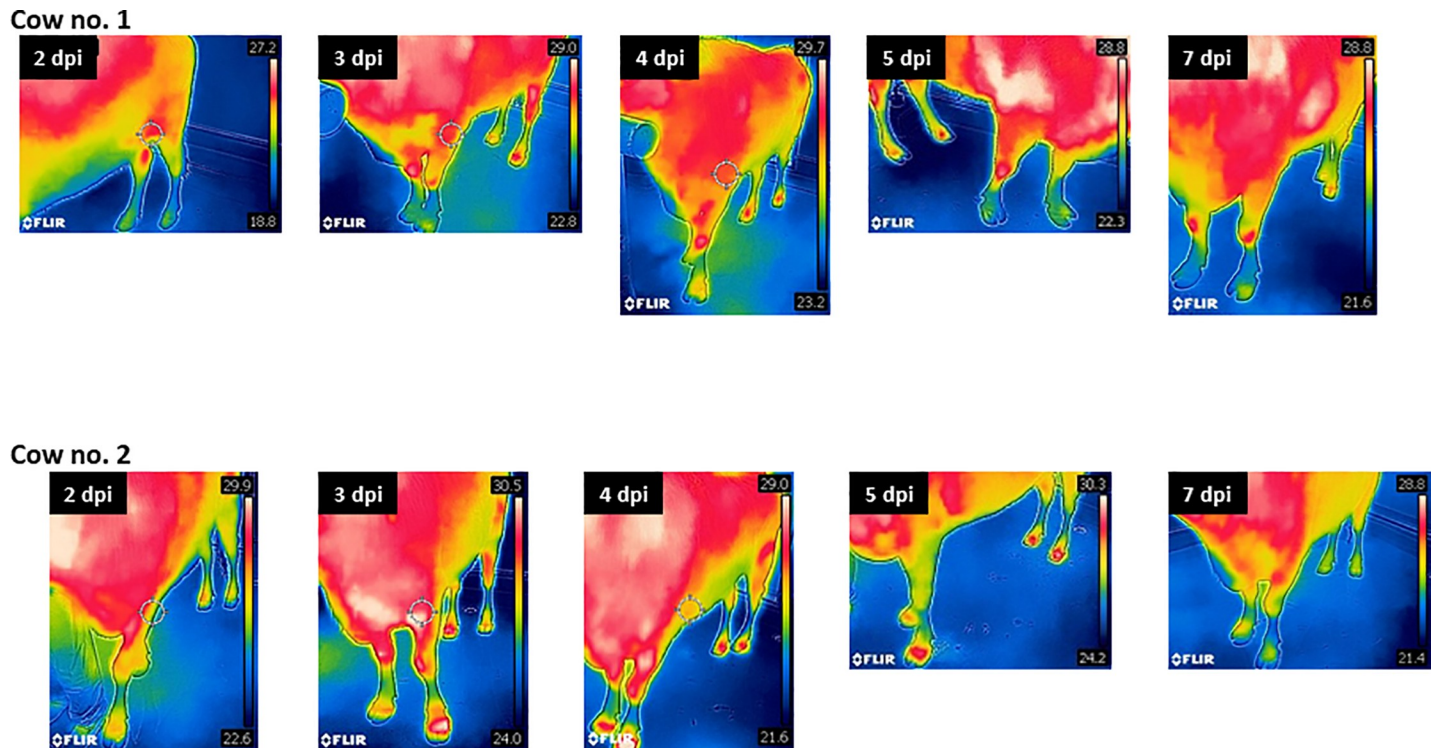 Cow no. 1
2 dpi
27.2
18.8
FLIR
3 dpi
29.0
22.8
FLIR
4 dpi
29.7
23.2
FLIR
5 dpi
28.8
22.3
FLIR
7 dpi
28.8
21.6
FLIR
Cow no. 2
2 dpi
29.9
22.6
FLIR
3 dpi
30.5
24.0
FLIR
4 dpi
29.0
21.6
FLIR
5 dpi
30.3
24.2
FLIR
7 dpi
28.8
21.4
FLIR